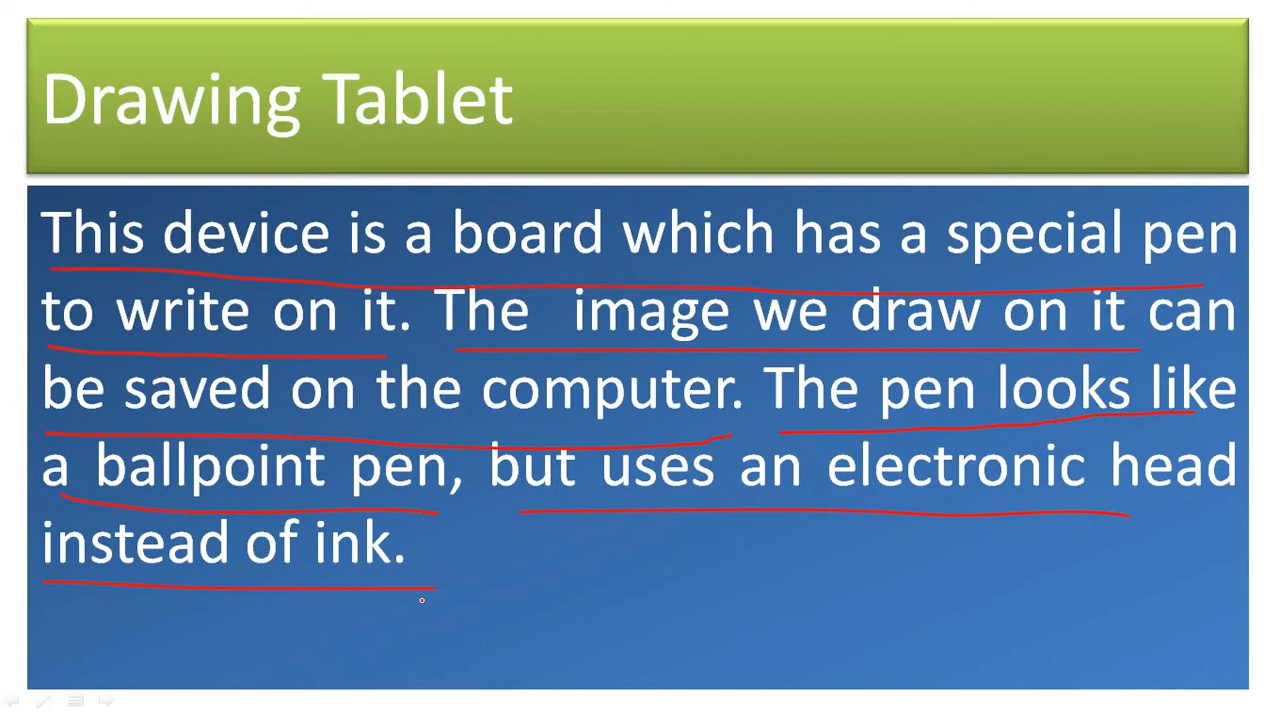 Drawing Tablet
This device is a board which has a special pen
to write on it. The image we draw on it can
be saved on the computer. The pen looks like
a ballpoint pen, but uses an electronic head
instead of ink.